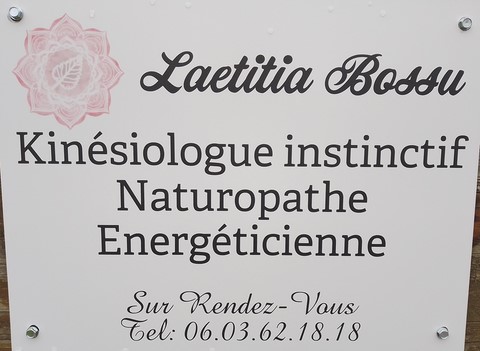 Laetitia Bossu
Kinésiologue instinctif
Naturopathe
Energéticienne
Sur Rendez-Vous
Tel: 06.03.62.18.18